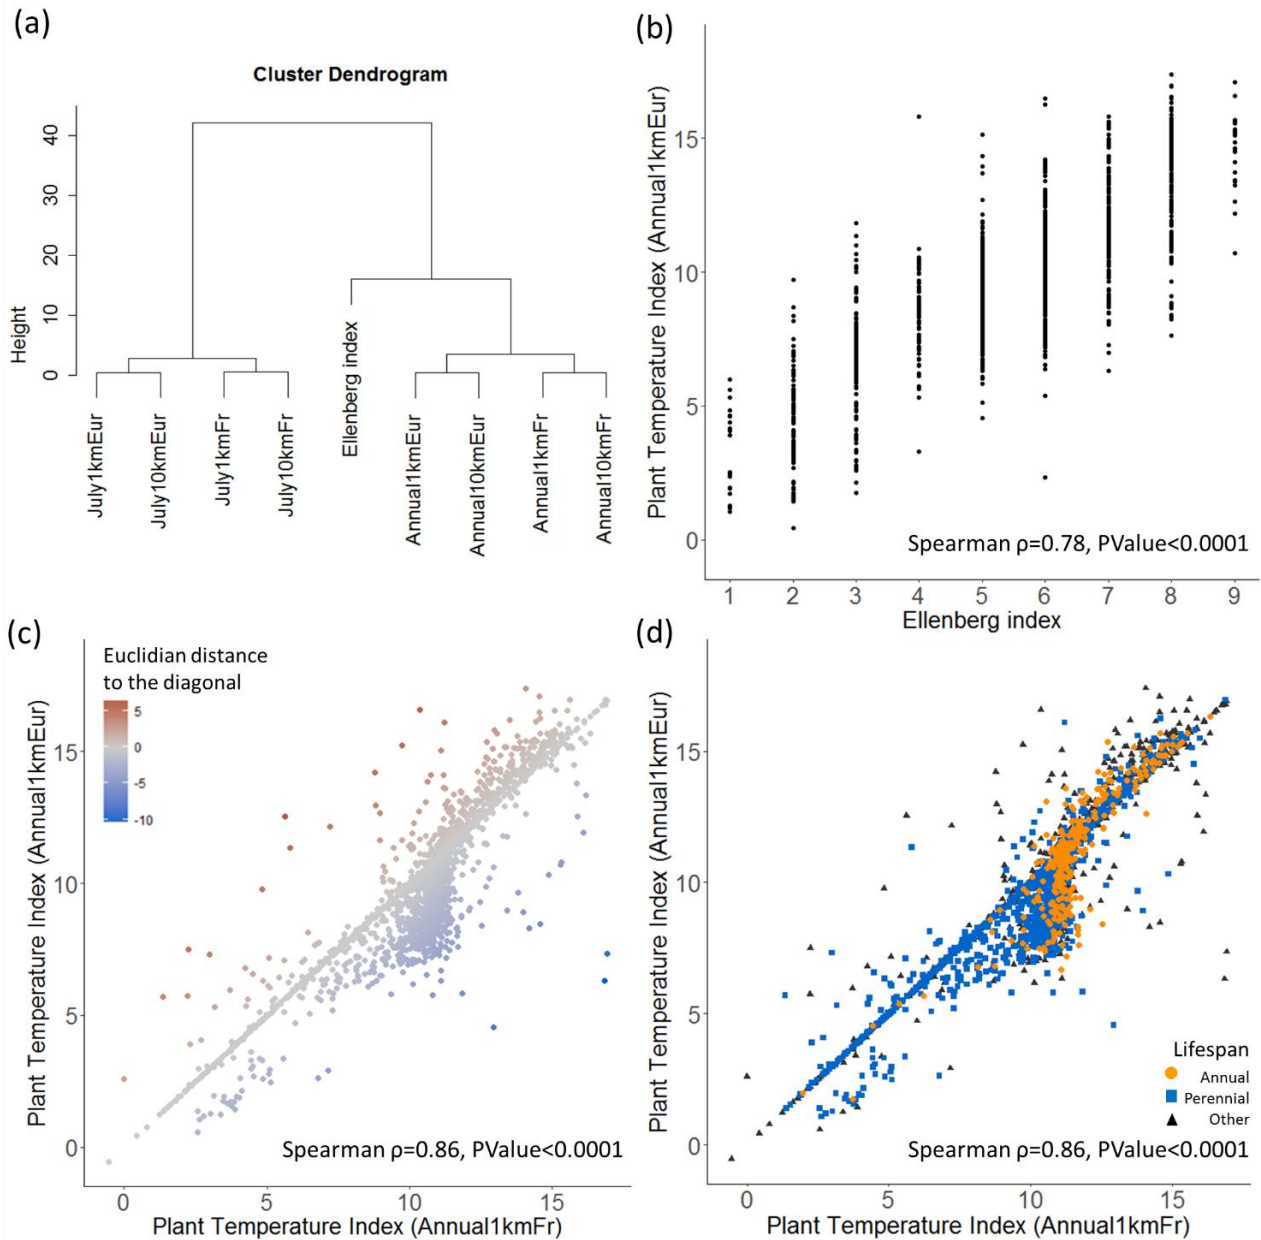 (a)
Cluster Dendrogram
Height
0
10
20
30
40
July1kmEur
July10kmEur
July1kmFr
July10kmFr
Ellenberg index
Annual1kmEur
Annual10kmEur
Annual1kmFr
Annual10kmFr
(b)
Plant Temperature Index (Annual1kmEur)
15
10
5
0
Spearman ρ=0.78, PValue<0.0001
1 2 3 4 5 6 7 8 9
Ellenberg index
(c)
Euclidian distance
to the diagonal
5
0
-5
-10
Plant Temperature Index (Annual1kmEur)
15
10
5
0
Spearman ρ=0.86, PValue<0.0001
0 5 10 15
Plant Temperature Index (Annual1kmFr)
(d)
Plant Temperature Index (Annual1kmEur)
15
10
5
0
Lifespan
Annual
Perennial
Other
Spearman ρ=0.86, PValue<0.0001
0 5 10 15
Plant Temperature Index (Annual1kmFr)